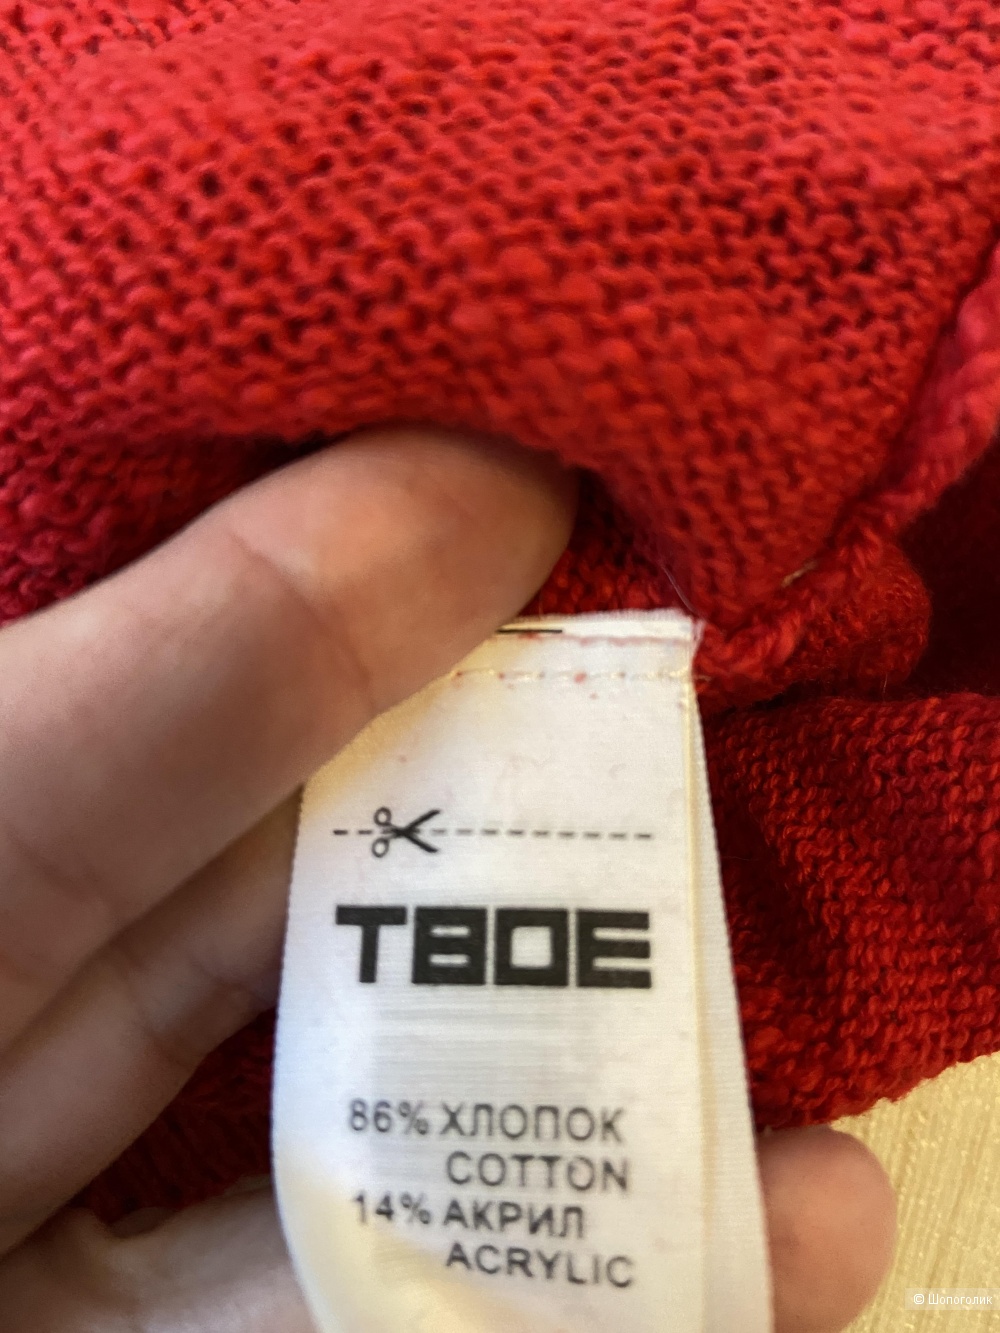 ТВОЕ
86% ХЛОПОК
COTTON
14% АКРИЛ
ACRYLIC
© Шопоголик